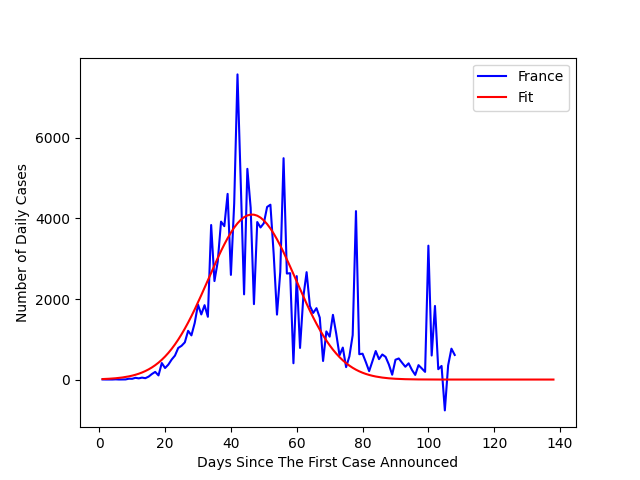 France
Fit
6000
4000
2000
0
Number of Daily Cases
0 20 40 60 80 100 120 140
Days Since The First Case Announced